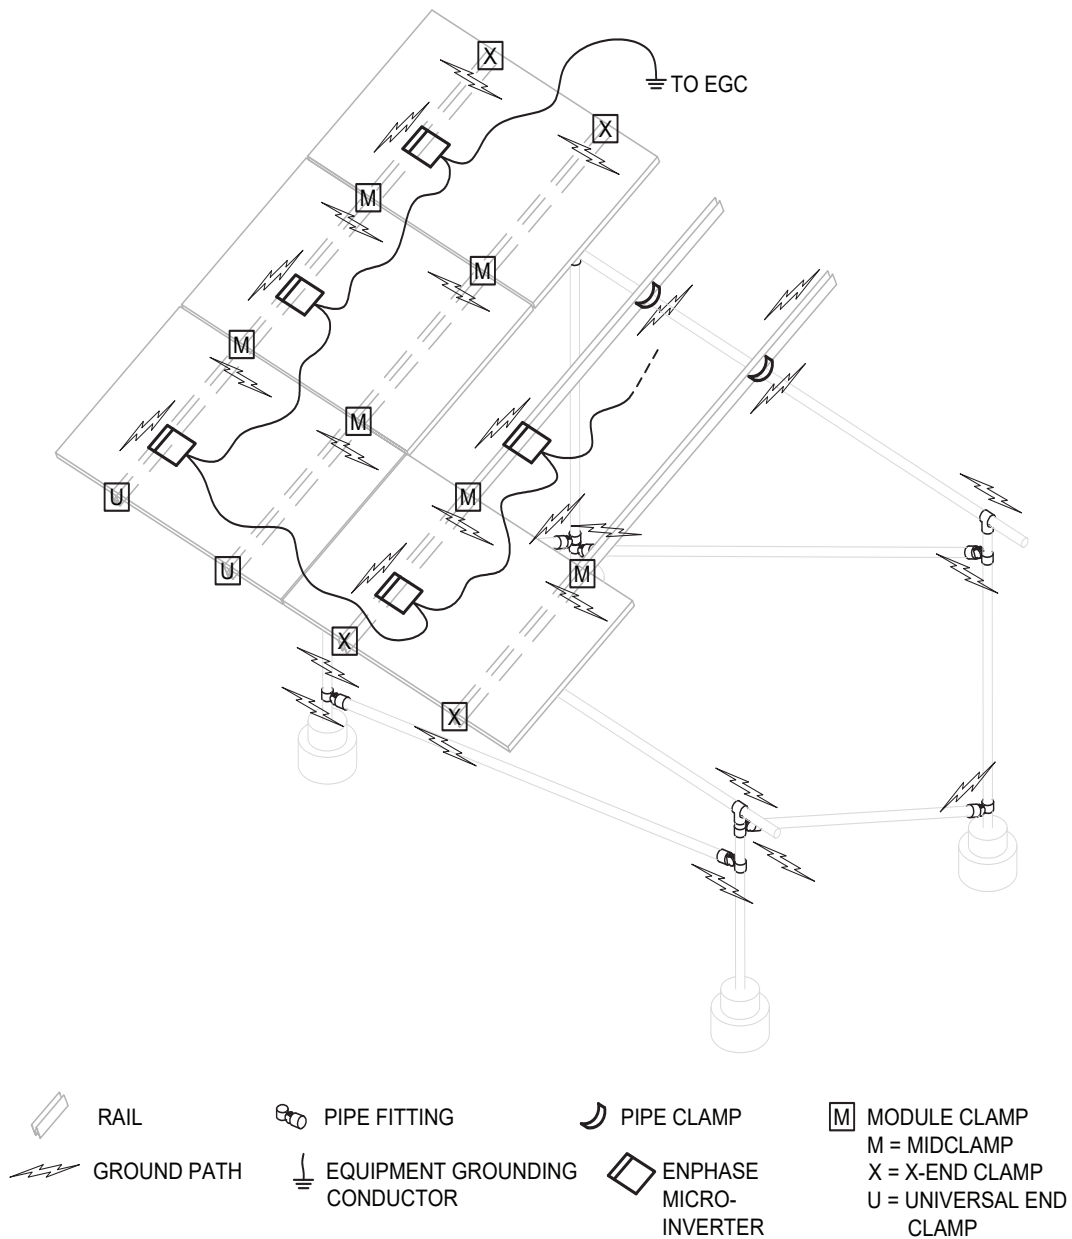 X
TO EGC
X
M
M
M
M
U
M
U
M
X
X
RAIL
PIPE FITTING
PIPE CLAMP
M
MODULE CLAMP
M = MIDCLAMP
GROUND PATH
EQUIPMENT GROUNDING
CONDUCTOR
ENPHASE
MICRO-
INVERTER
X = X-END CLAMP
U = UNIVERSAL END
CLAMP